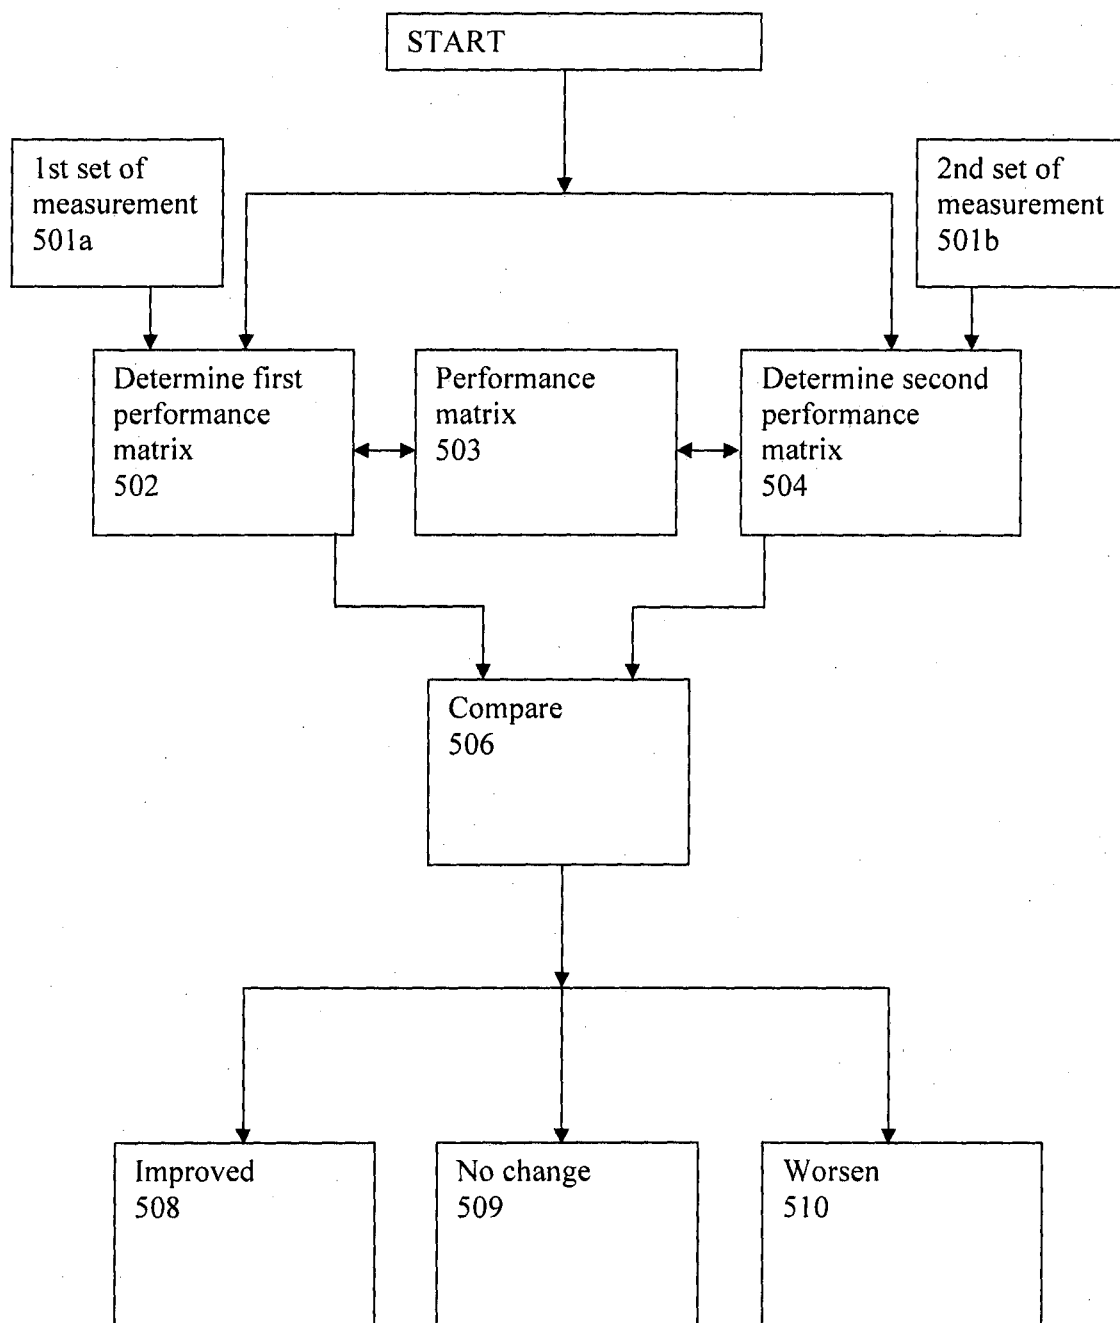 START
1st set of
measurement
501a
2nd set of
measurement
501b
Determine first
performance
matrix
502
Performance
matrix
503
Determine second
performance
matrix
504
Compare
506
Improved
508
No change
509
Worsen
510